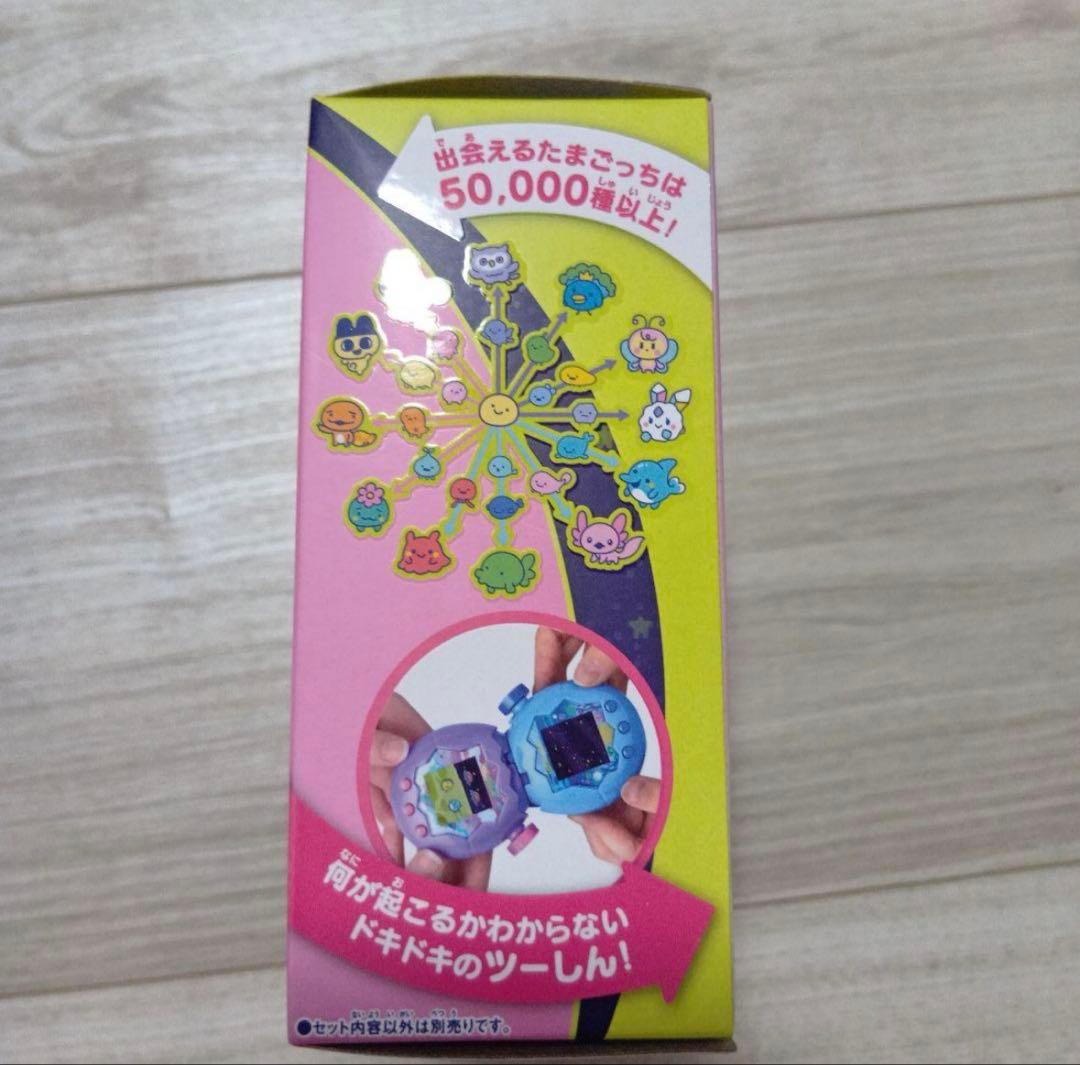 出会えるたまごっちは
50,000種以上!
何が起こるかわからない
ドキドキのツーしん!
●セット内容以外は別売りです。